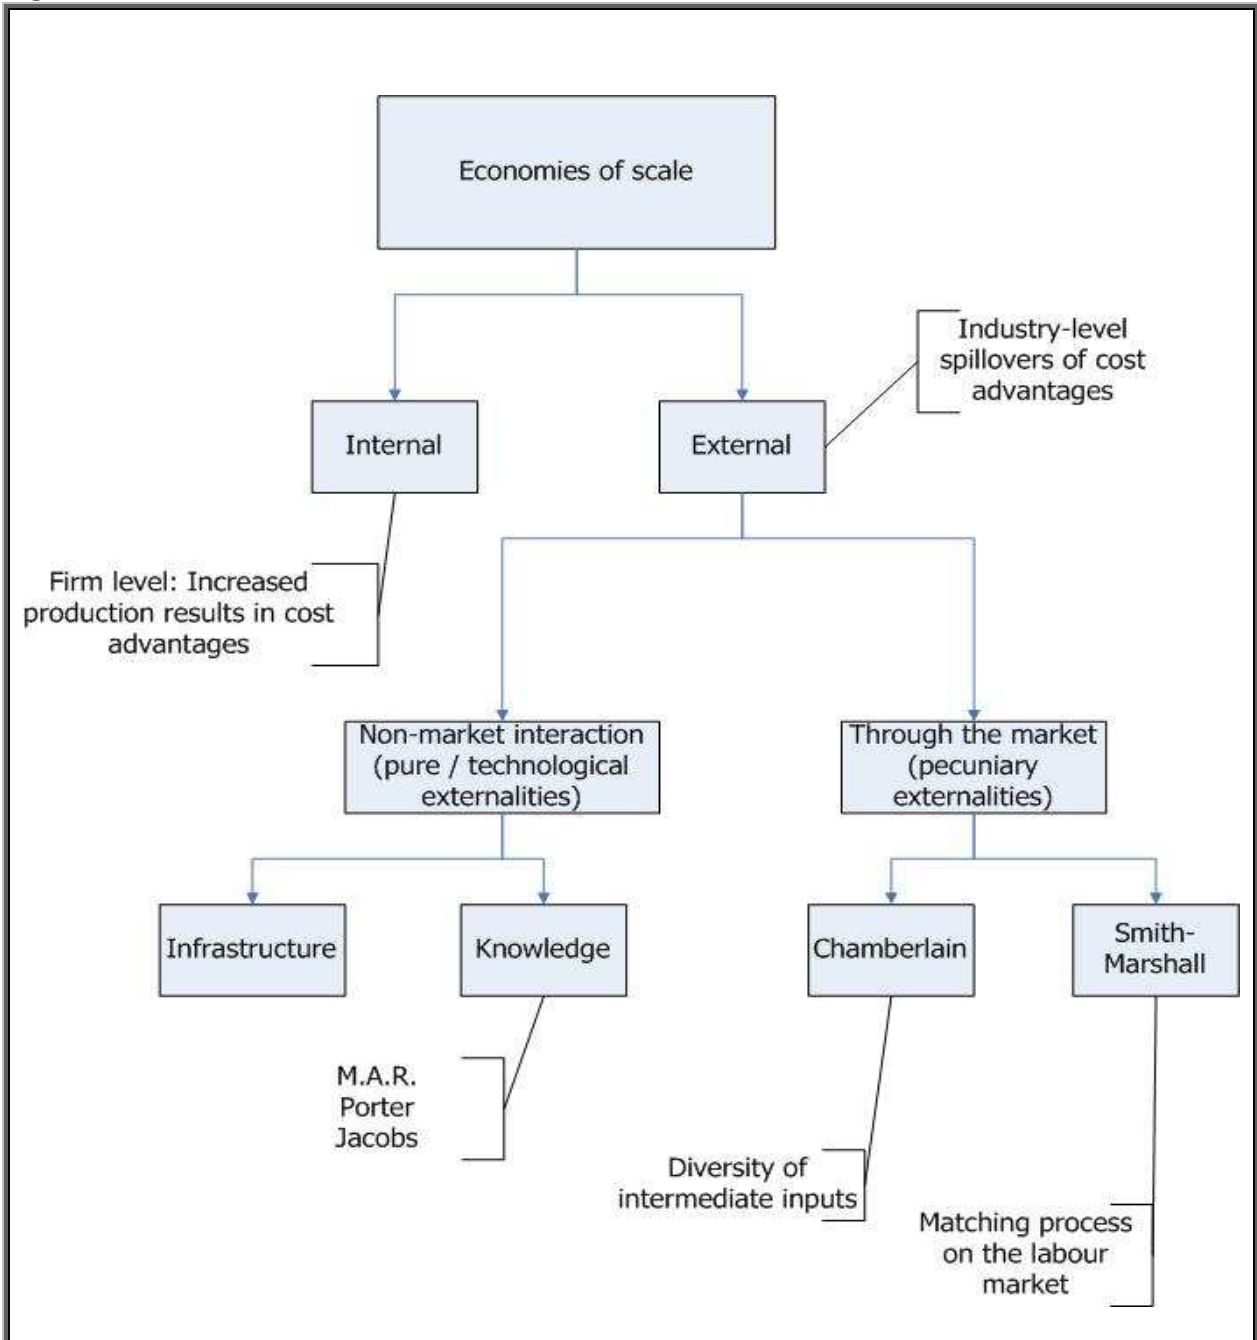 Economies of scale
Industry-level
spillovers of cost
advantages
Internal
External
Firm level: Increased
production results in cost
advantages
Non-market interaction
(pure / technological
externalities)
Through the market
(pecuniary
externalities)
Infrastructure
Knowledge
Chamberlain
Smith-
Marshall
M.A.R.
Porter
Jacobs
Diversity of
intermediate inputs
Matching process
on the labour
market